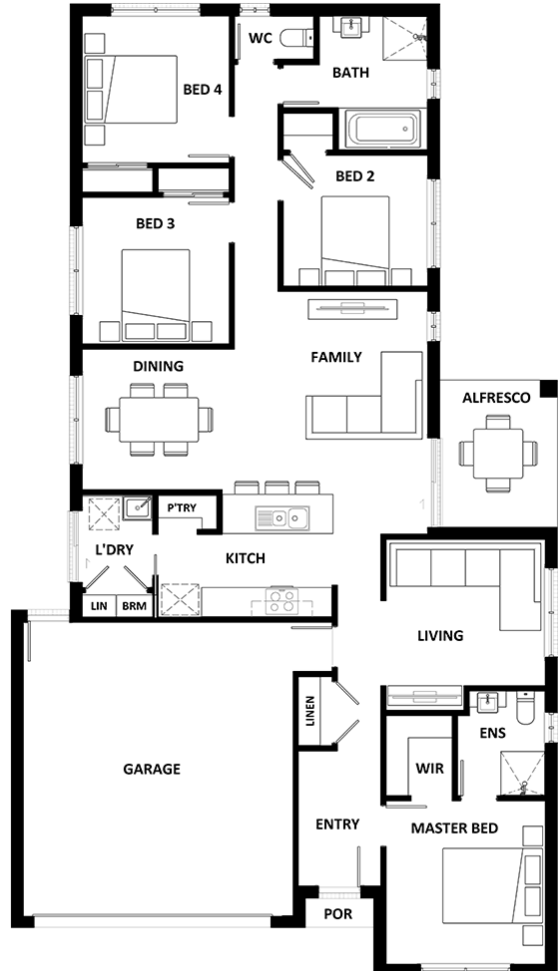 WC
BATH
BED 4
BED 2
BED 3
FAMILY
DINING
ALFRESCO
P'TRY
L'DRY
KITCH
LIN
BRM
LIVING
LINEN
ENS
WIR
GARAGE
ENTRY
MASTER BED
POR